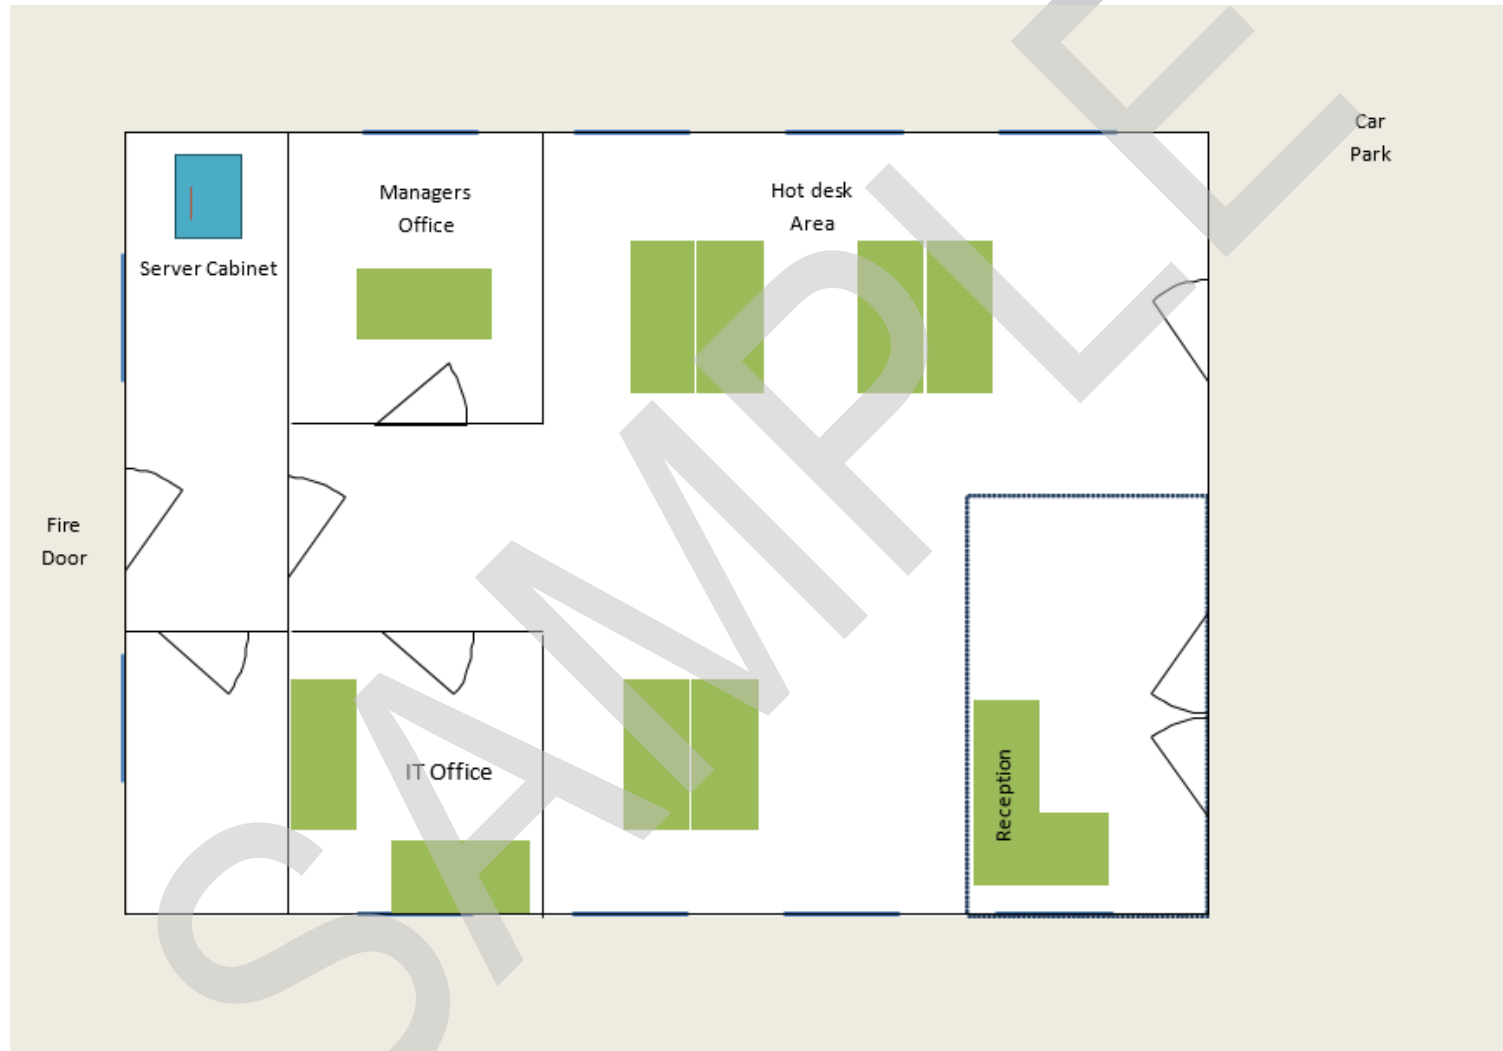 Car
Park
Managers
Office
Hot desk
Area
Server Cabinet
Fire
Door
IT Office
Reception
SAMPLE